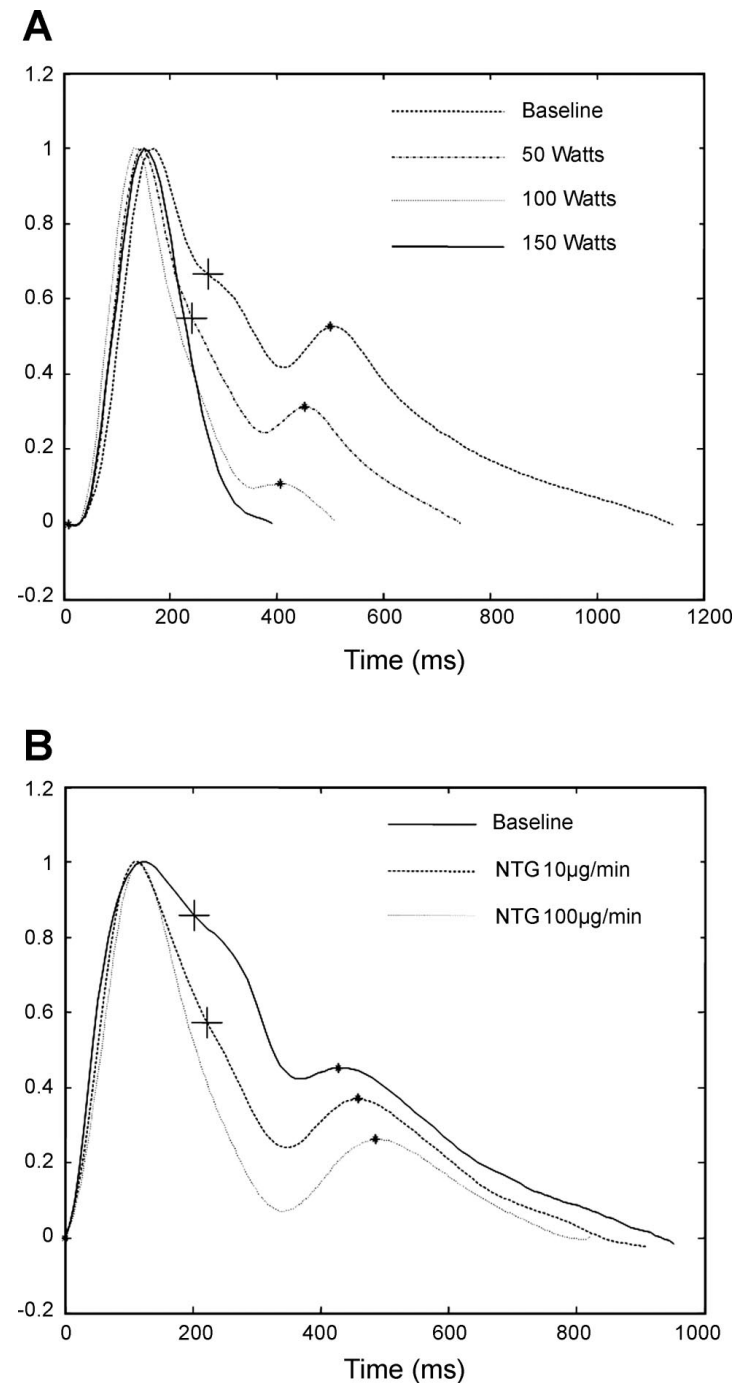 A
1.2
1
0.8
0.6
0.4
0.2
0
-0.2
Baseline
50 Watts
100 Watts
150 Watts
0 200 400 600 800 1000 1200
Time (ms)
B
1.2
1
0.8
0.6
0.4
0.2
0
-0.2
Baseline
NTG 10µg/min
NTG 100µg/min
0 200 400 600 800 1000
Time (ms)